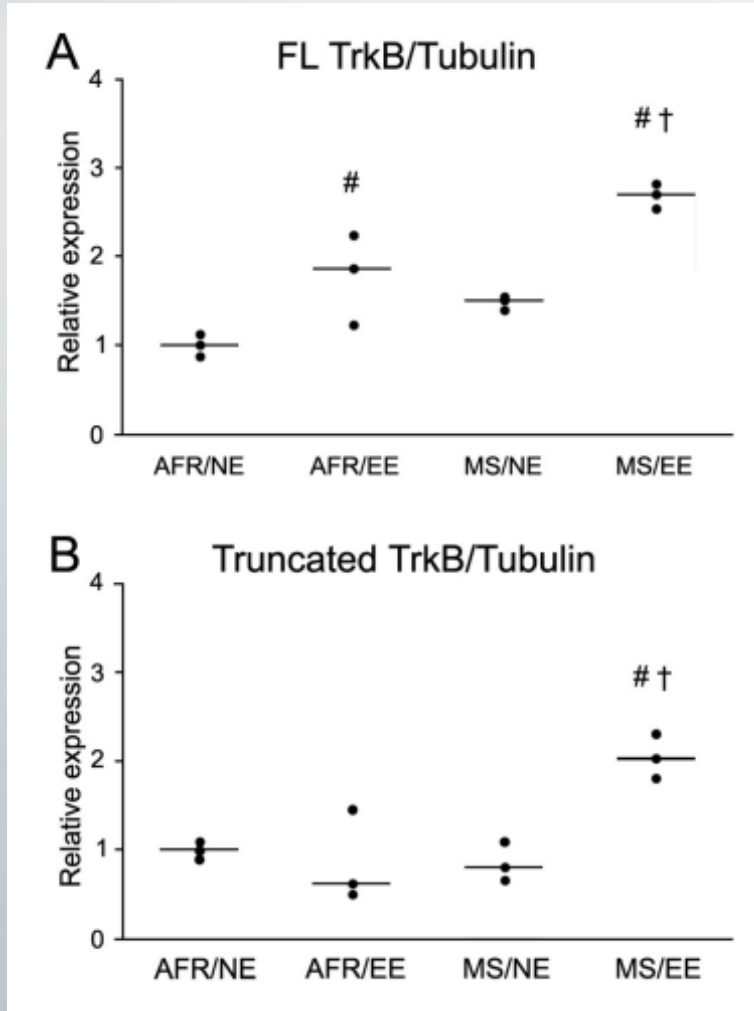 A
FL TrkB/Tubulin
Relative expression
4
3
2
1
0
#
# †
AFR/NE
AFR/EE
MS/NE
MS/EE
B
Truncated TrkB/Tubulin
Relative expression
4
3
2
1
0
# †
AFR/NE
AFR/EE
MS/NE
MS/EE